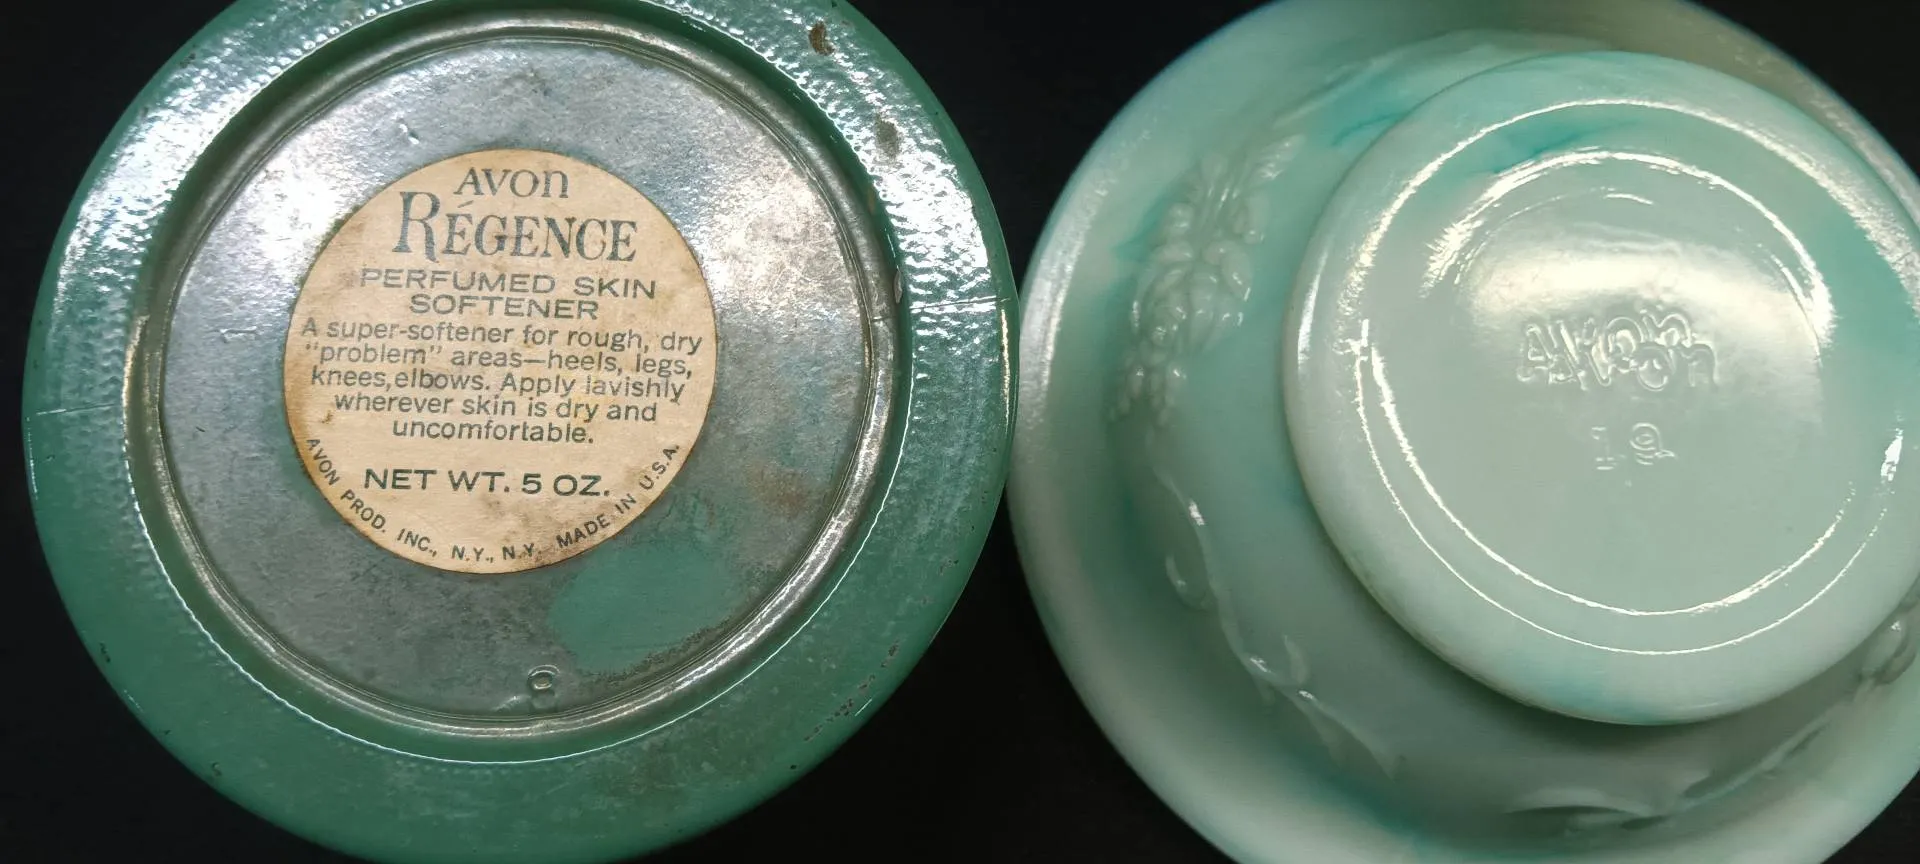 AVON
RÉGENCE
PERFUMED SKIN
SOFTENER
A super-softener for rough, dry
"problem" areas—heels, legs,
knees, elbows. Apply lavishly
wherever skin is dry and
uncomfortable.
NET WT. 5 OZ.
AVON PROD. INC., N.Y., N.Y. MADE IN U.S.A.
8
Avon
19